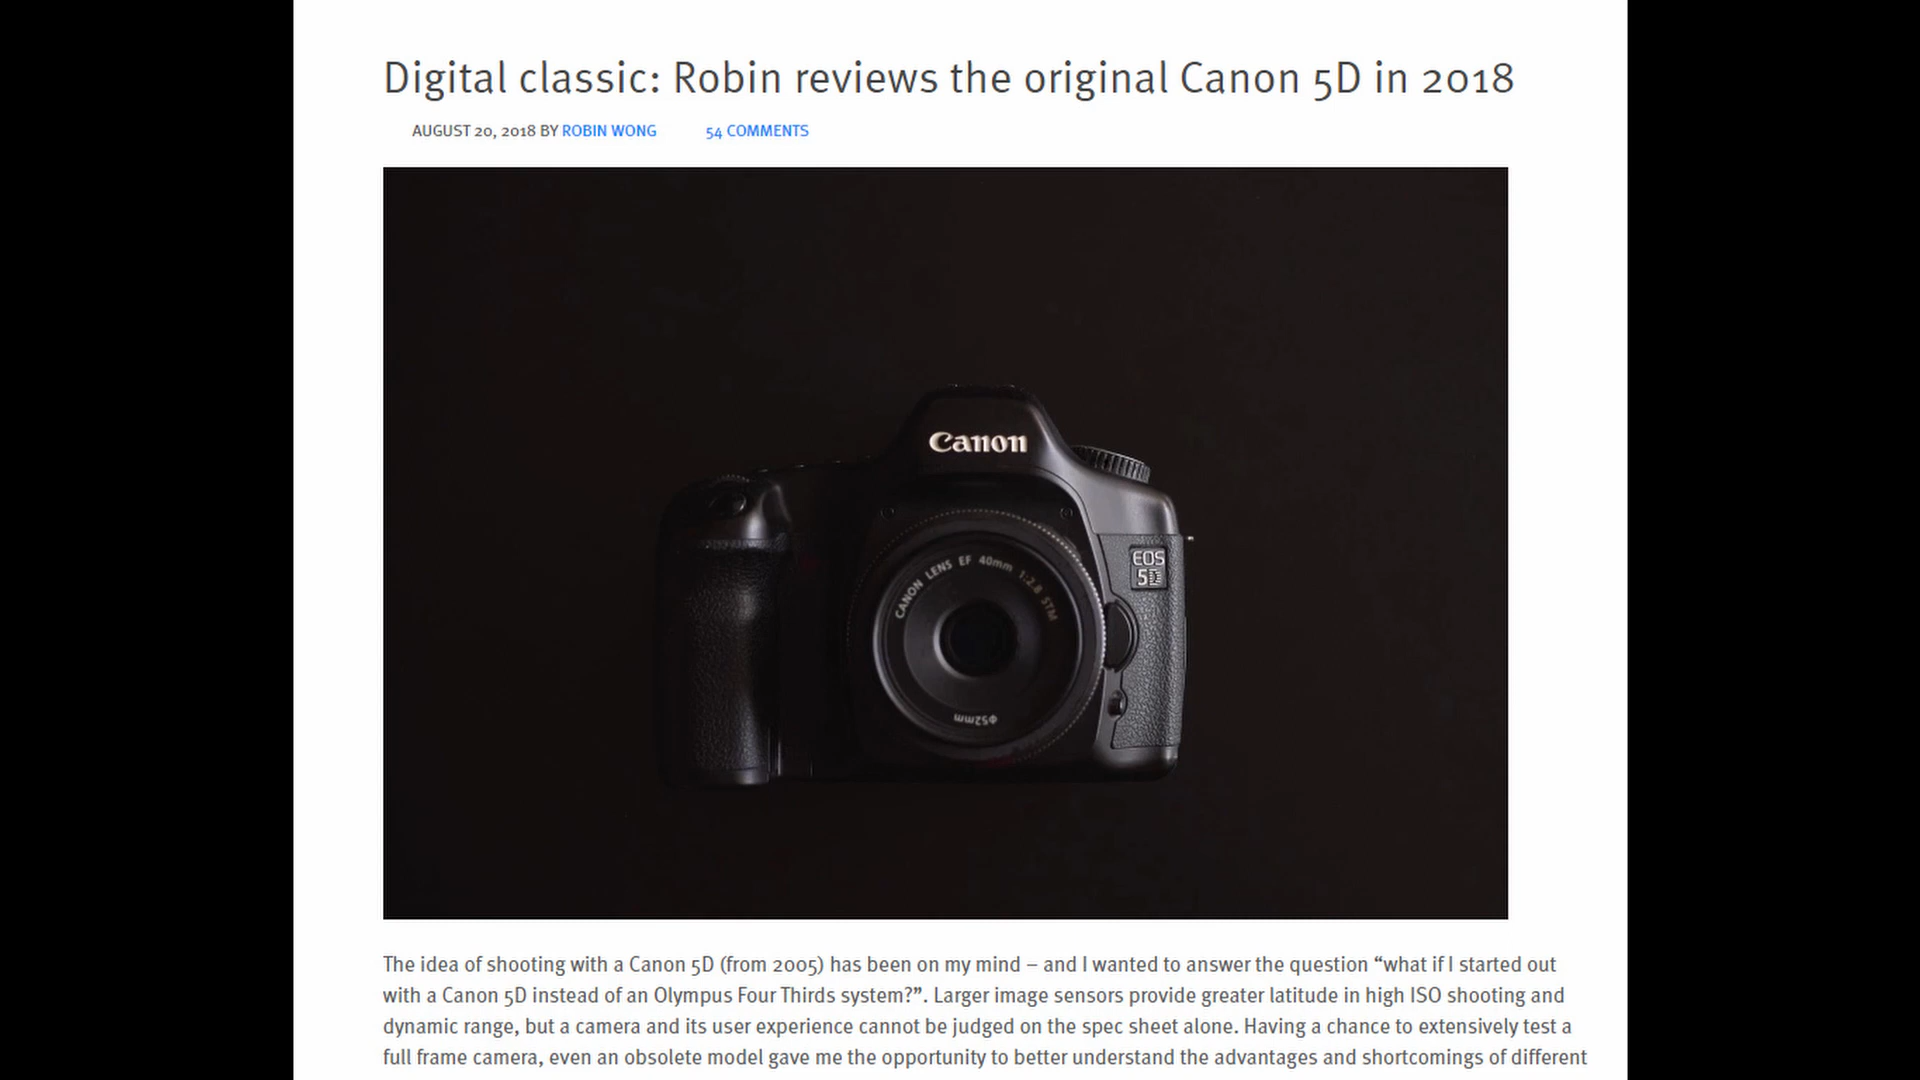 Digital classic: Robin reviews the original Canon 5D in 2018
AUGUST 20, 2018 BY ROBIN WONG 54 COMMENTS
Canon
EOS
5D
CANON LENS EF 40mm 1:2.8 STM
Φ52mm
The idea of shooting with a Canon 5D (from 2005) has been on my mind – and I wanted to answer the question “what if I started out
with a Canon 5D instead of an Olympus Four Thirds system?”. Larger image sensors provide greater latitude in high ISO shooting and
dynamic range, but a camera and its user experience cannot be judged on the spec sheet alone. Having a chance to extensively test a
full frame camera, even an obsolete model gave me the opportunity to better understand the advantages and shortcomings of different